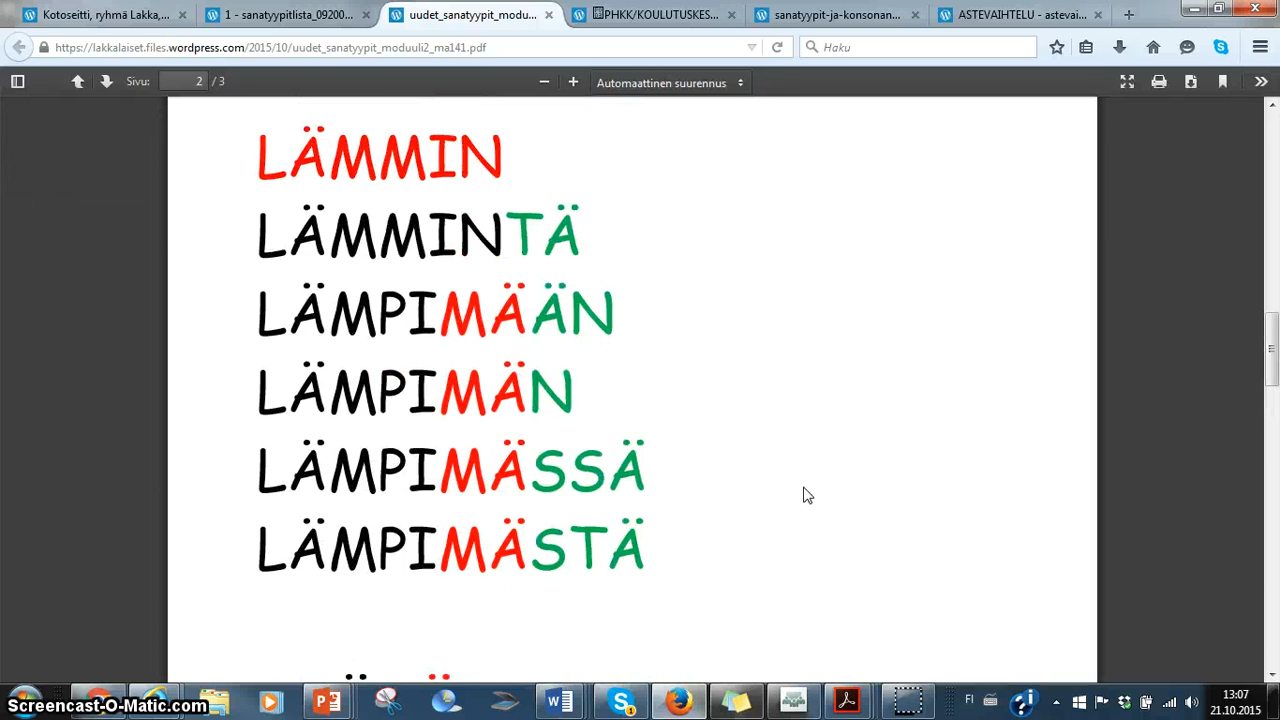 Kotoseitti, ryhmä Lakka,...
1 - sanatyypitlista_09200...
uudet_sanatyypit_modu...
PHKK/KOULUTUSKES...
sanatyypit-ja-konsonan...
ASTEVAIHTELU - astevai...
https://lakkalaiset.files.wordpress.com/2015/10/uudet_sanatyypit_moduuli2_ma141.pdf
Haku
Sivu: 2 / 3
Automaattinen suurennus
LÄMMIN
LÄMMINTÄ
LÄMPIMÄÄN
LÄMPIMÄN
LÄMPIMÄSSÄ
LÄMPIMÄSTÄ
FI
13:07
21.10.2015
Screencast-O-Matic.com